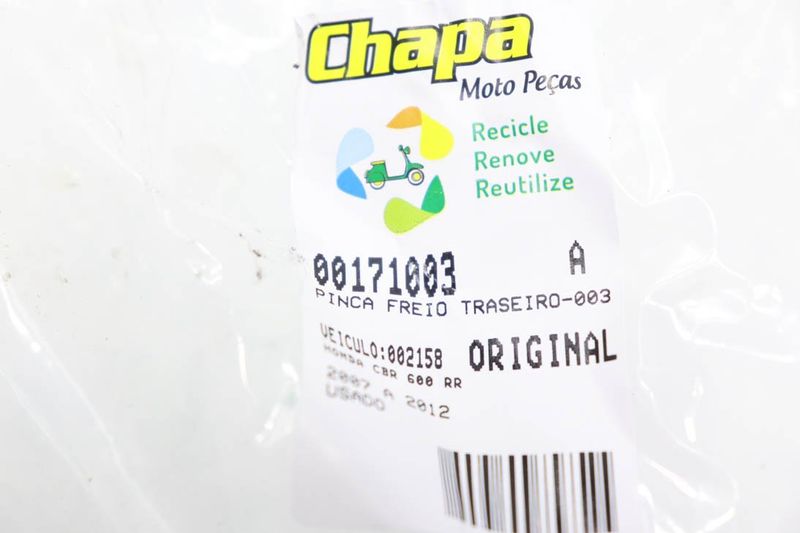 Chapa
Moto Peças
Recicle
Renove
Reutilize
00171003 A
PINCA FREIO TRASEIRO-003
VEICULO:002158 ORIGINAL
HONDA CBR 600 RR
2007 A 2012
USADO